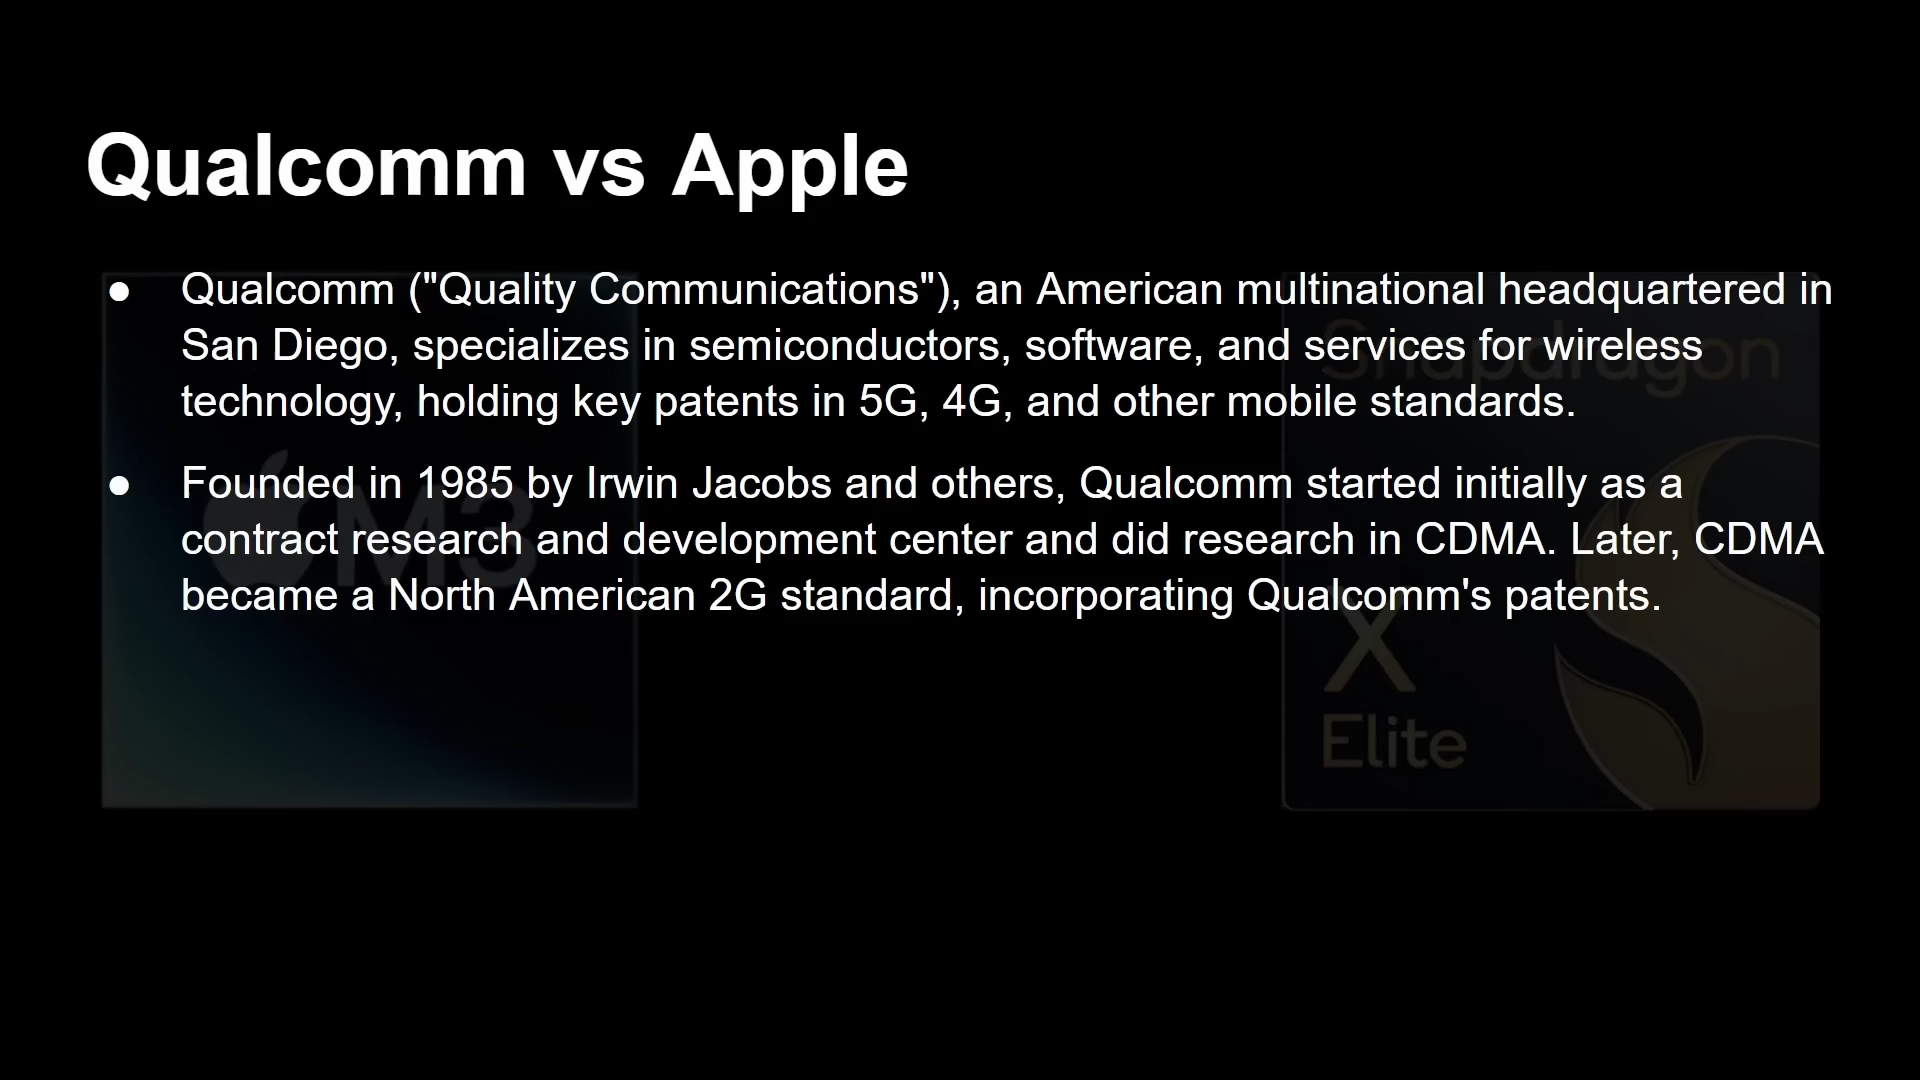 Qualcomm vs Apple
● Qualcomm ("Quality Communications"), an American multinational headquartered in
San Diego, specializes in semiconductors, software, and services for wireless
technology, holding key patents in 5G, 4G, and other mobile standards.
● Founded in 1985 by Irwin Jacobs and others, Qualcomm started initially as a
contract research and development center and did research in CDMA. Later, CDMA
became a North American 2G standard, incorporating Qualcomm's patents.
M3
Snapdragon
X
Elite